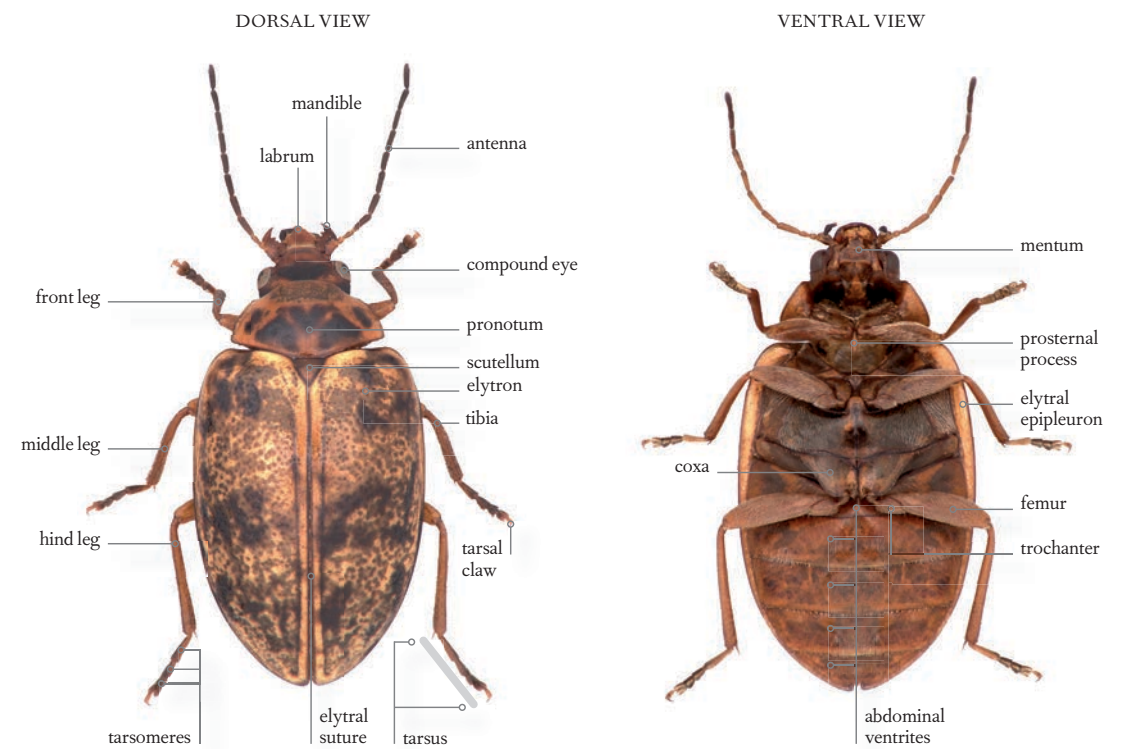 DORSAL VIEW
mandible
labrum
antenna
compound eye
front leg
pronotum
scutellum
elytron
tibia
middle leg
hind leg
tarsal
claw
elytral
suture
tarsomeres
tarsus
VENTRAL VIEW
mentum
prosternal
process
elytral
epipleuron
coxa
femur
trochanter
abdominal
ventrites